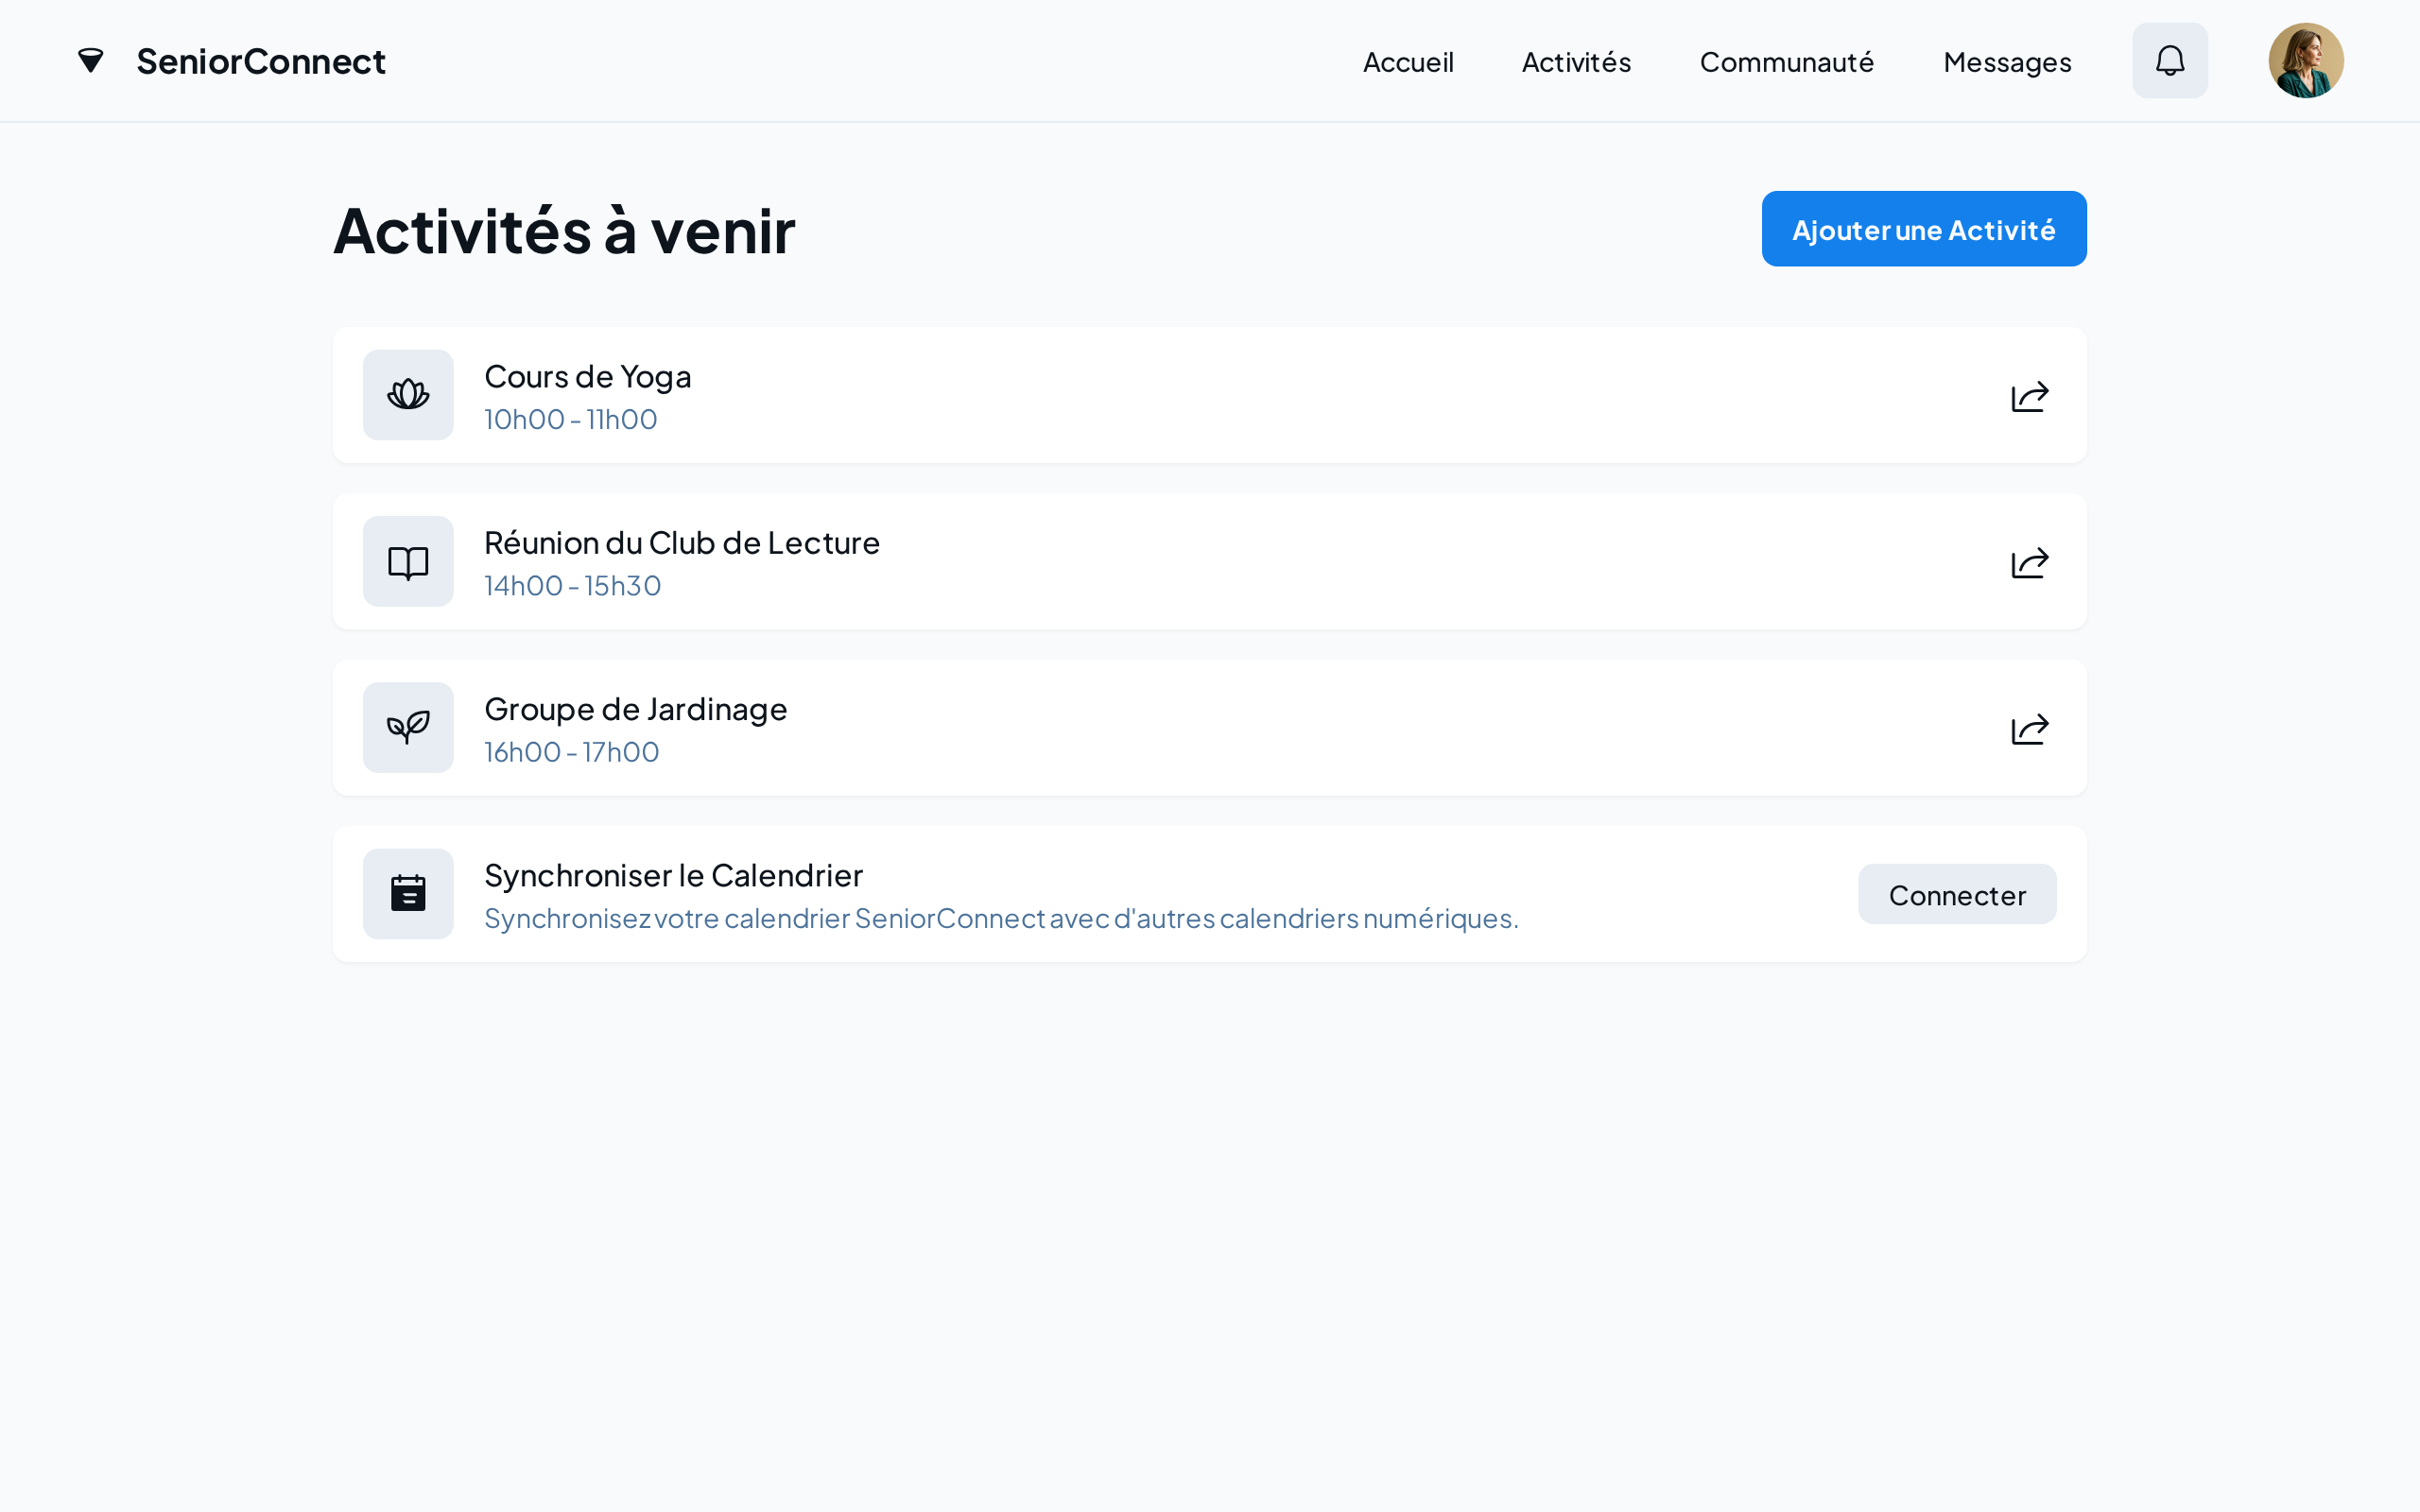 SeniorConnect
Accueil
Activités
Communauté
Messages
Activités à venir
Ajouter une Activité
Cours de Yoga
10h00 - 11h00
Réunion du Club de Lecture
14h00 - 15h30
Groupe de Jardinage
16h00 - 17h00
Synchroniser le Calendrier
Synchronisez votre calendrier SeniorConnect avec d'autres calendriers numériques.
Connecter